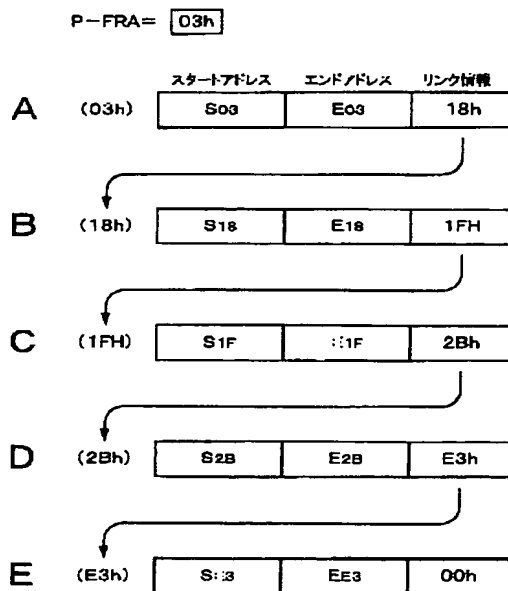 P-FRA= 03h
スタートアドレス エンドアドレス リンク情報
A (03h) S03 E03 18h
B (18h) S18 E18 1FH
C (1FH) S1F 2Bh
D (2Bh) S2B E2B E3h
E (E3h) EE3 00h